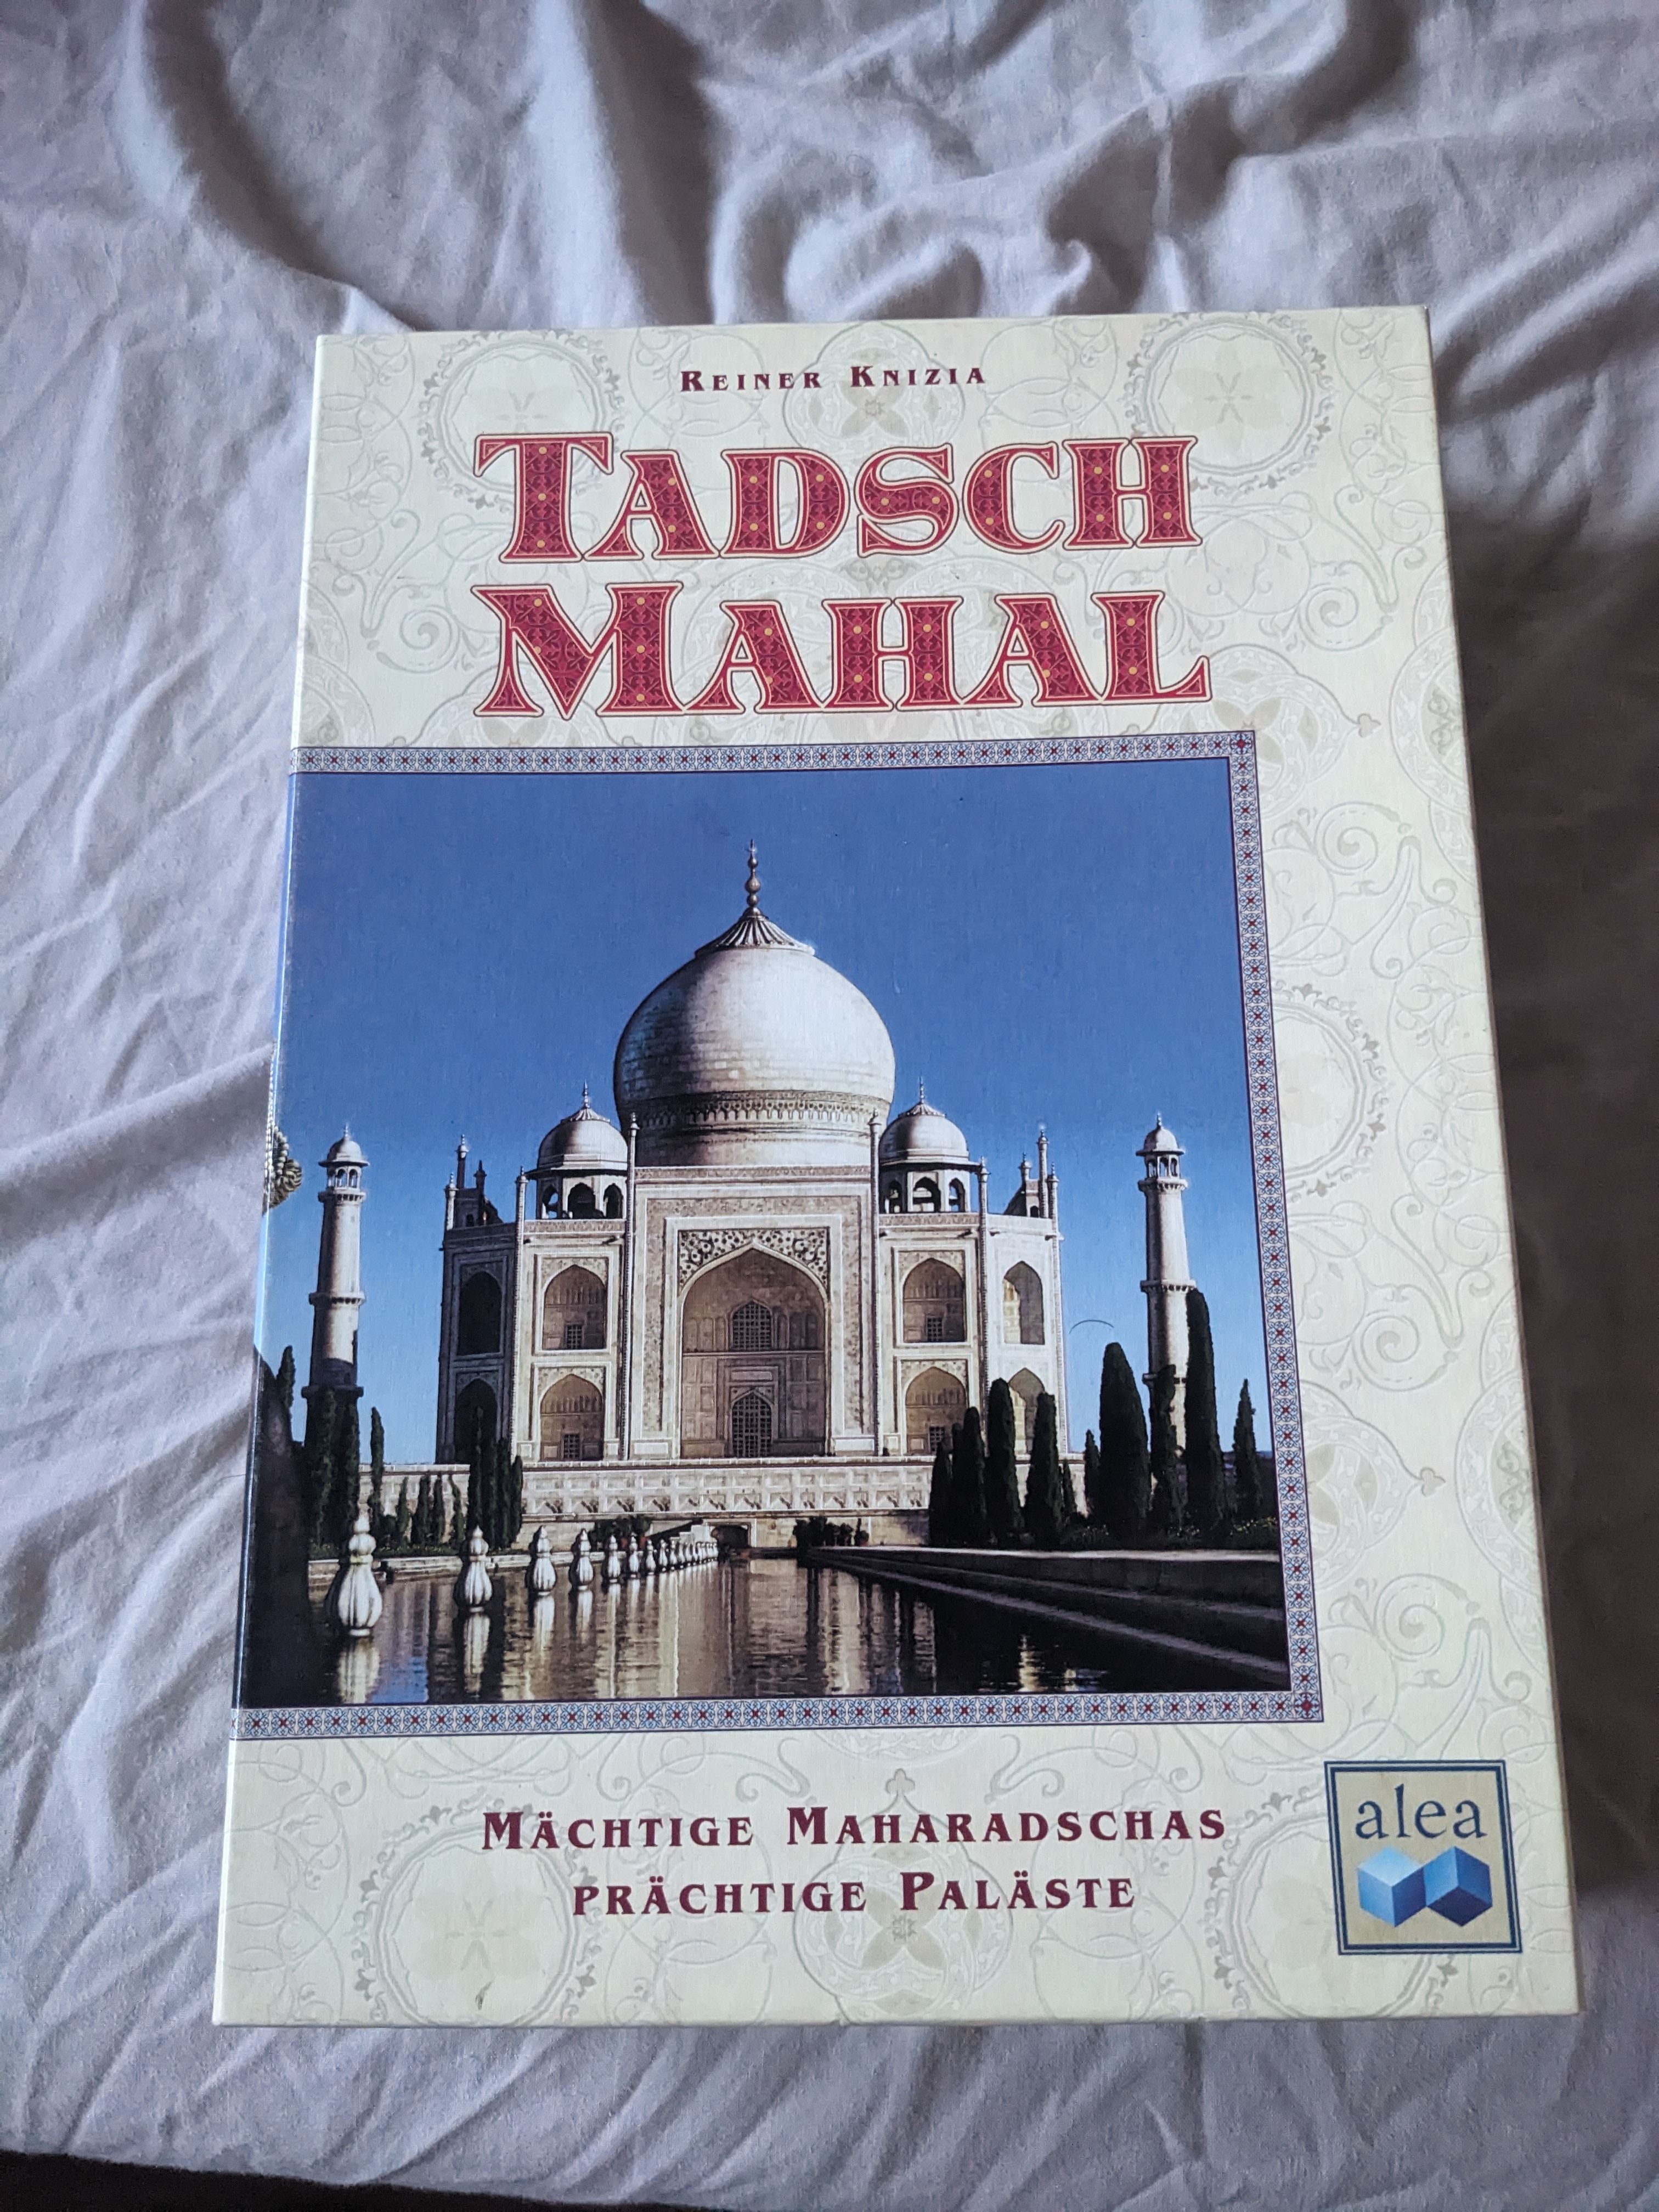 REINER KNIZIA
TADSCH
MAHAL
MÄCHTIGE MAHARADSCHAS
PRÄCHTIGE PALÄSTE
alea